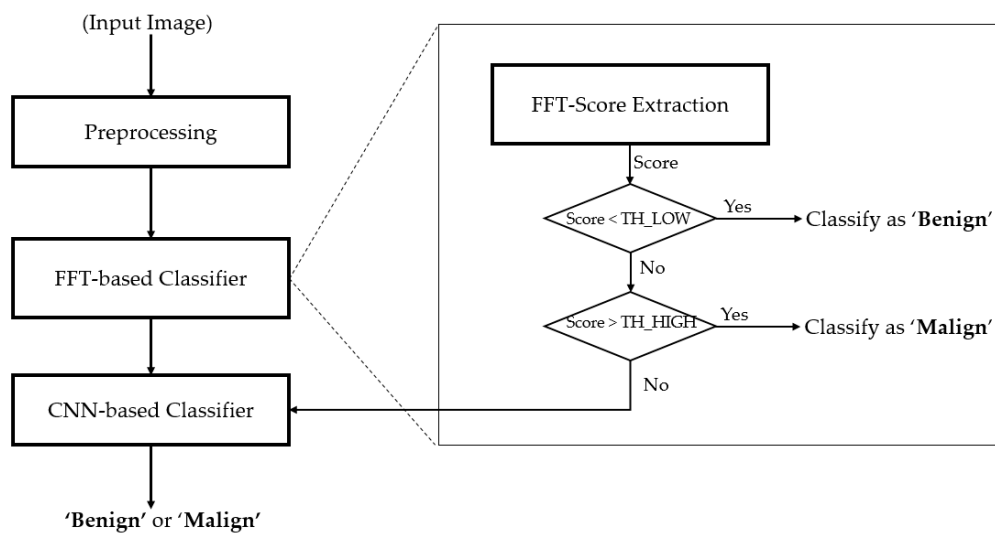 (Input Image)
Preprocessing
FFT-based Classifier
CNN-based Classifier
‘Benign’ or ‘Malign’
FFT-Score Extraction
Score
Score < TH_LOW
Yes
Classify as ‘Benign’
No
Score > TH_HIGH
Yes
Classify as ‘Malign’
No